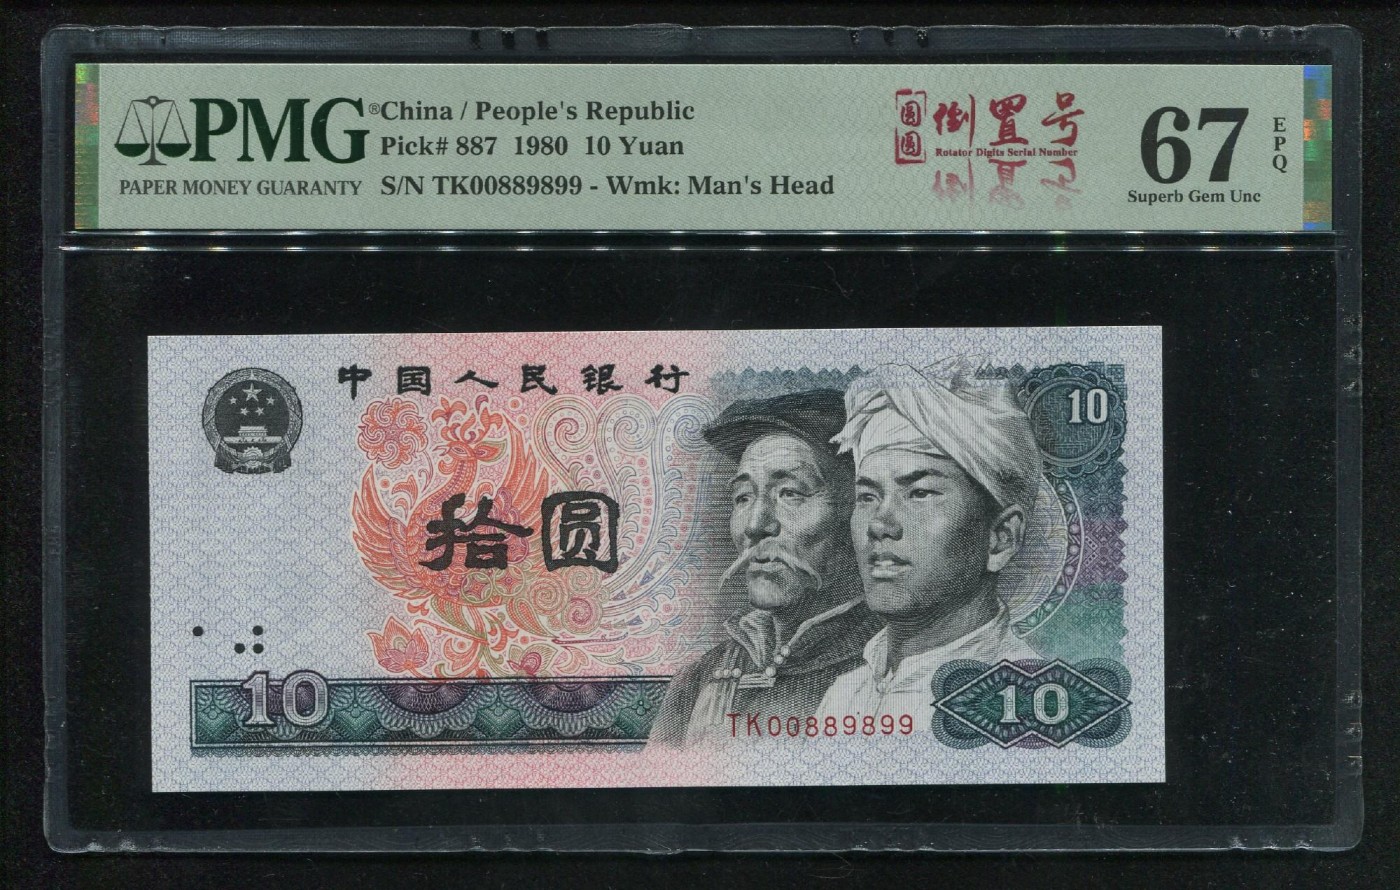 PMG®
PAPER MONEY GUARANTY
China / People's Republic
Pick# 887 1980 10 Yuan
S/N TK00889899 - Wmk: Man's Head
圆圆
倒置号
Rotator Digits Serial Number
67
EPQ
Superb Gem Unc
中国人民银行
10
拾圆
10
TK00889899
10